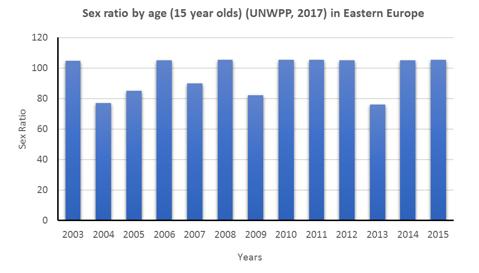 Sex ratio by age (15 year olds) (UNWPP, 2017) in Eastern Europe
120
100
80
60
40
20
0
Sex Ratio
2003 2004 2005 2006 2007 2008 2009 2010 2011 2012 2013 2014 2015
Years